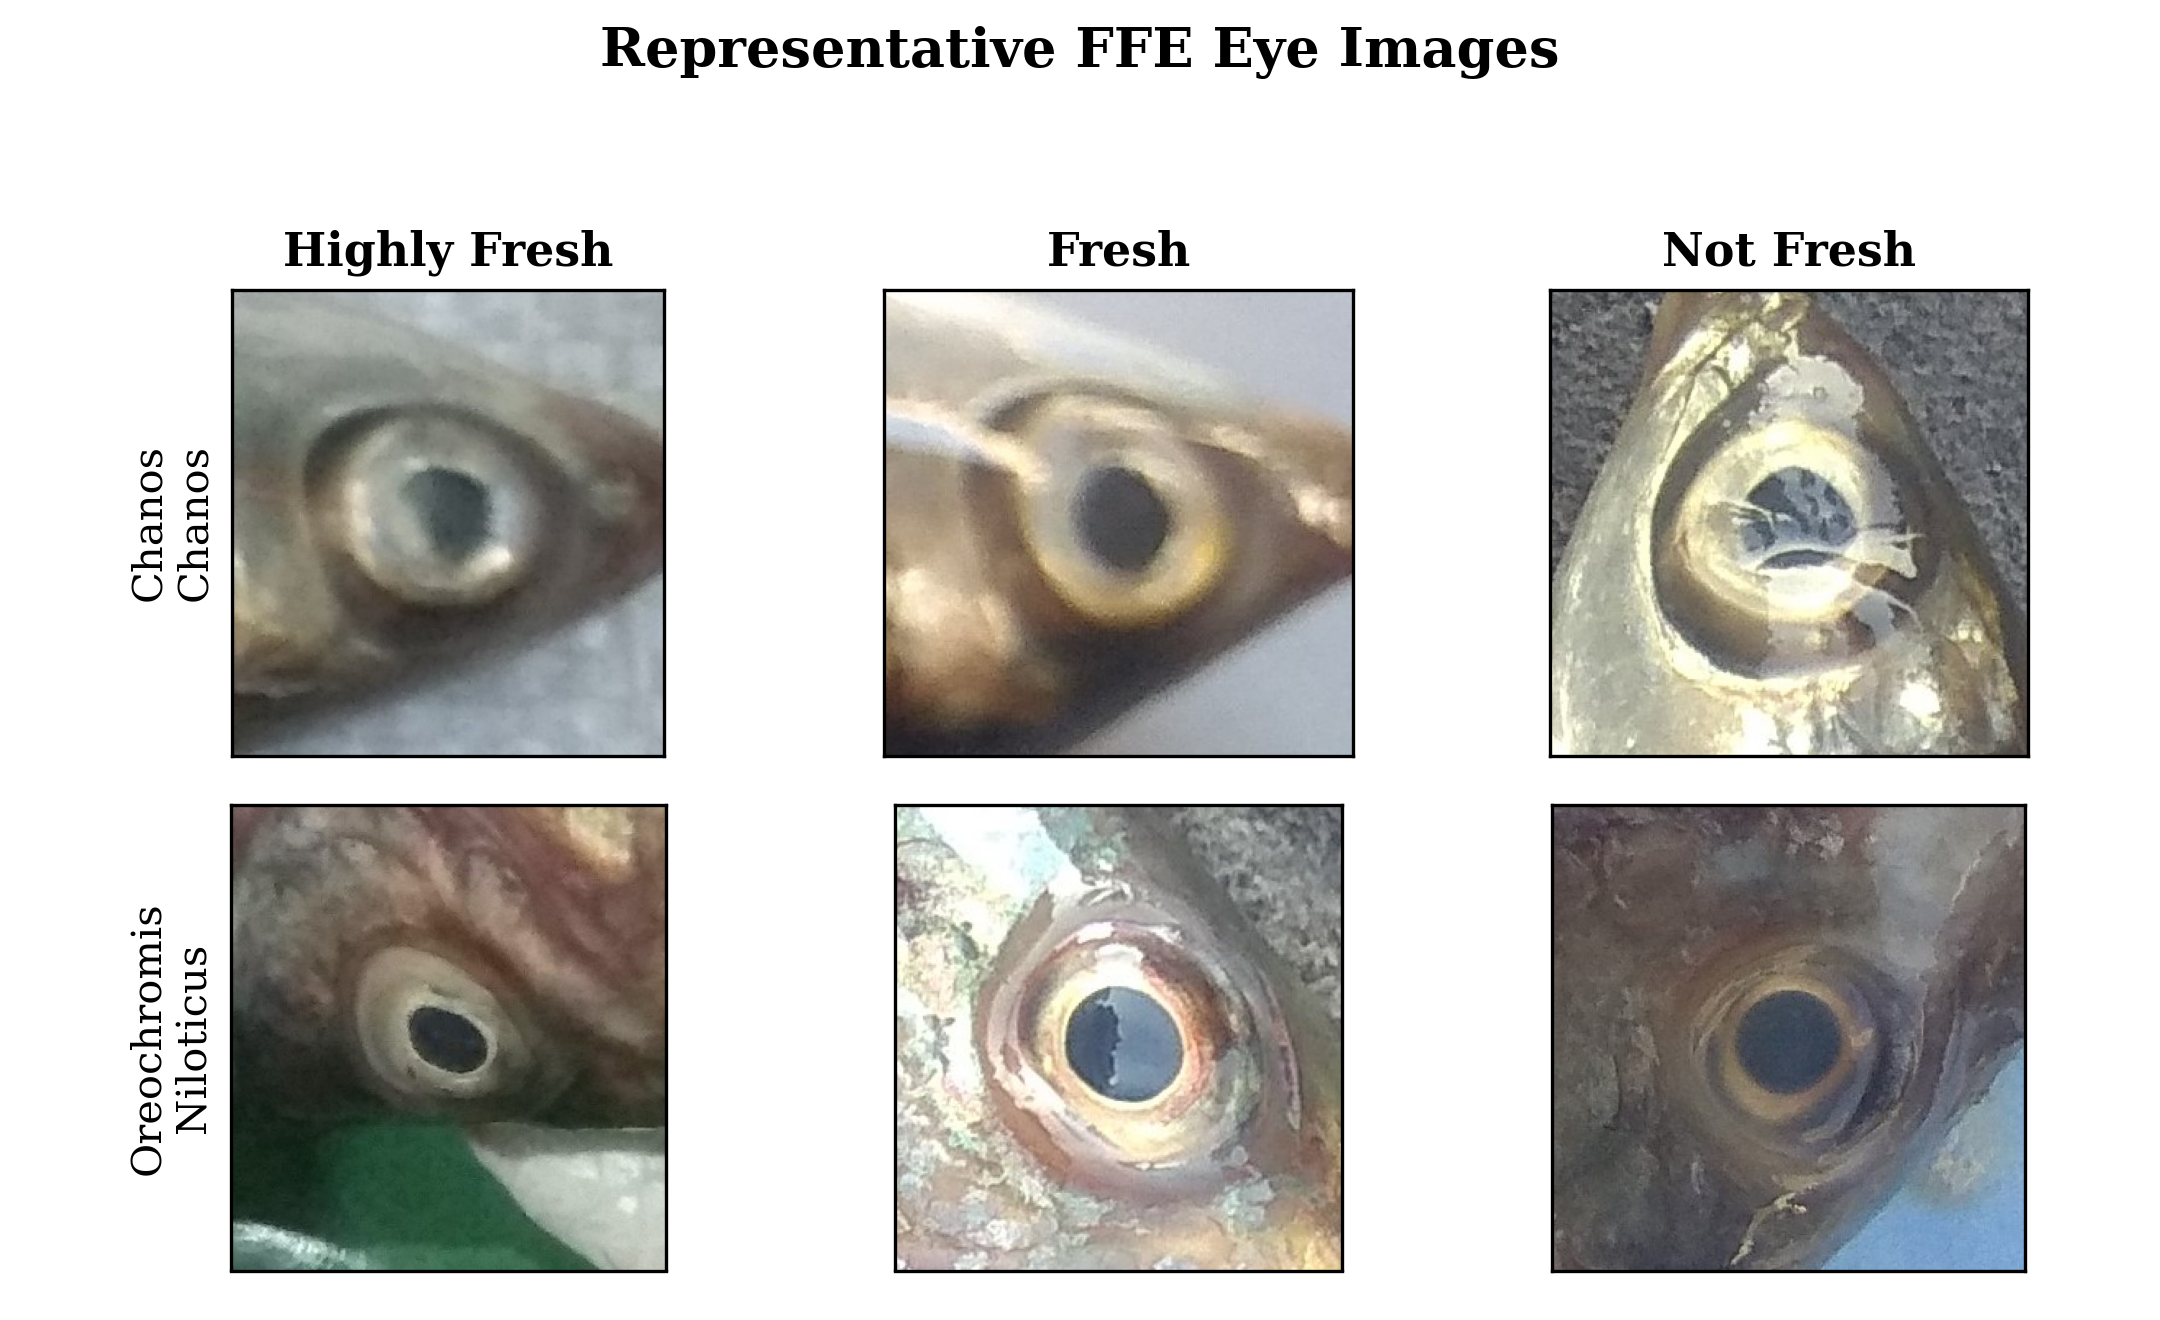 Representative FFE Eye Images
Highly Fresh
Fresh
Not Fresh
Chanos
Chanos
Oreochromis
Niloticus